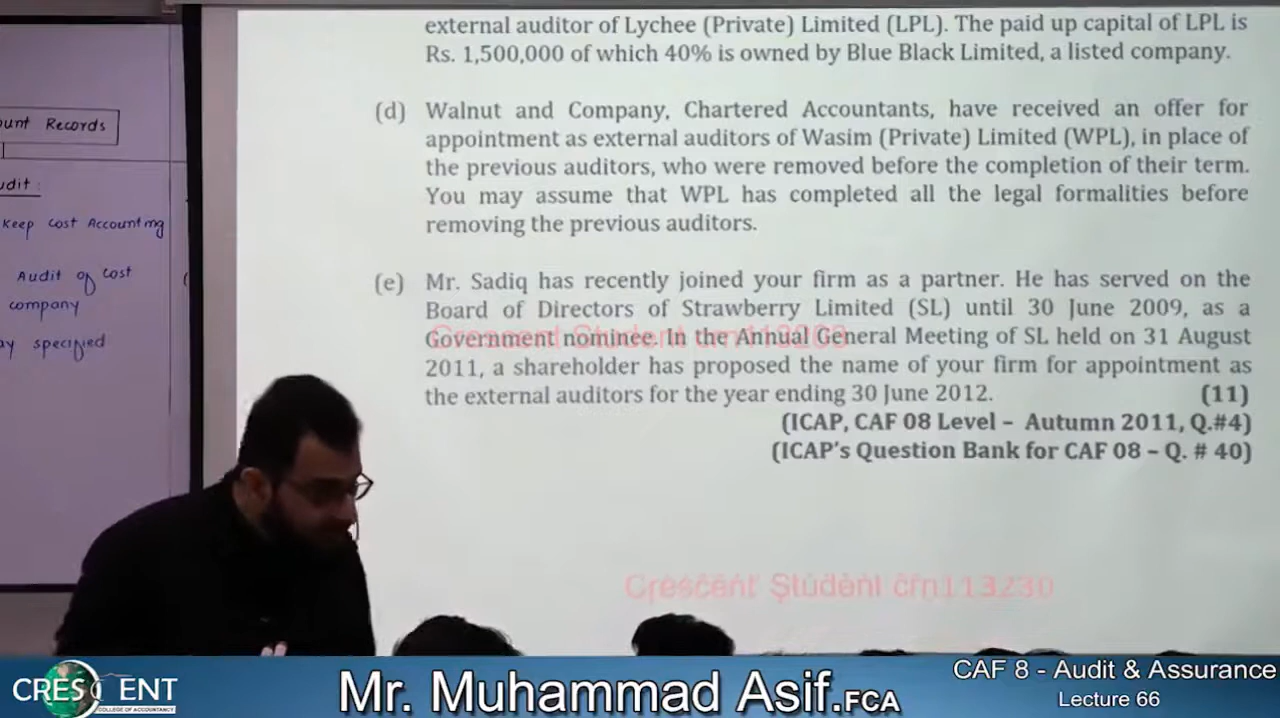 external auditor of Lychee (Private) Limited (LPL). The paid up capital of LPL is
Rs. 1,500,000 of which 40% is owned by Blue Black Limited, a listed company.
(d) Walnut and Company, Chartered Accountants, have received an offer for
appointment as external auditors of Wasim (Private) Limited (WPL), in place of
the previous auditors, who were removed before the completion of their term.
You may assume that WPL has completed all the legal formalities before
removing the previous auditors.
(e) Mr. Sadiq has recently joined your firm as a partner. He has served on the
Board of Directors of Strawberry Limited (SL) until 30 June 2009, as a
Government nominee. In the Annual General Meeting of SL held on 31 August
2011, a shareholder has proposed the name of your firm for appointment as
the external auditors for the year ending 30 June 2012. (11)
(ICAP, CAF 08 Level – Autumn 2011, Q.#4)
(ICAP's Question Bank for CAF 08 – Q. # 40)
Crescent Student
Crescent Student crn113230
ount Records
udit :
Keep Cost Accounting
Audit of Cost
company
ay specified
CRESCENT
COLLEGE OF ACCOUNTANCY
Mr. Muhammad Asif.FCA
CAF 8 - Audit & Assurance
Lecture 66